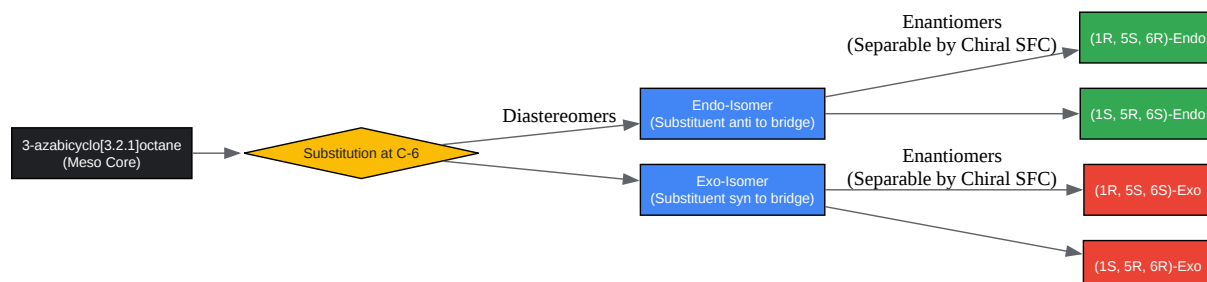 3-azabicyclo[3.2.1]octane
(Meso Core)
Substitution at C-6
Diastereomers
Endo-Isomer
(Substituent anti to bridge)
Exo-Isomer
(Substituent syn to bridge)
Enantiomers
(Separable by Chiral SFC)
Enantiomers
(Separable by Chiral SFC)
(1R, 5S, 6R)-Endo
(1S, 5R, 6S)-Endo
(1R, 5S, 6S)-Exo
(1S, 5R, 6R)-Exo